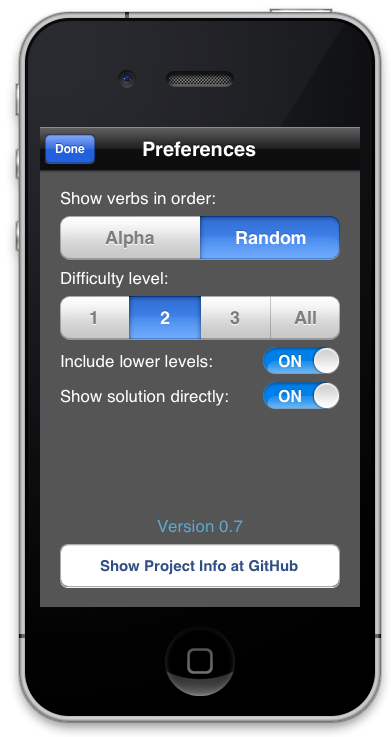 Done
Preferences
Show verbs in order:
Alpha Random
Difficulty level:
1 2 3 All
Include lower levels: ON
Show solution directly: ON
Version 0.7
Show Project Info at GitHub